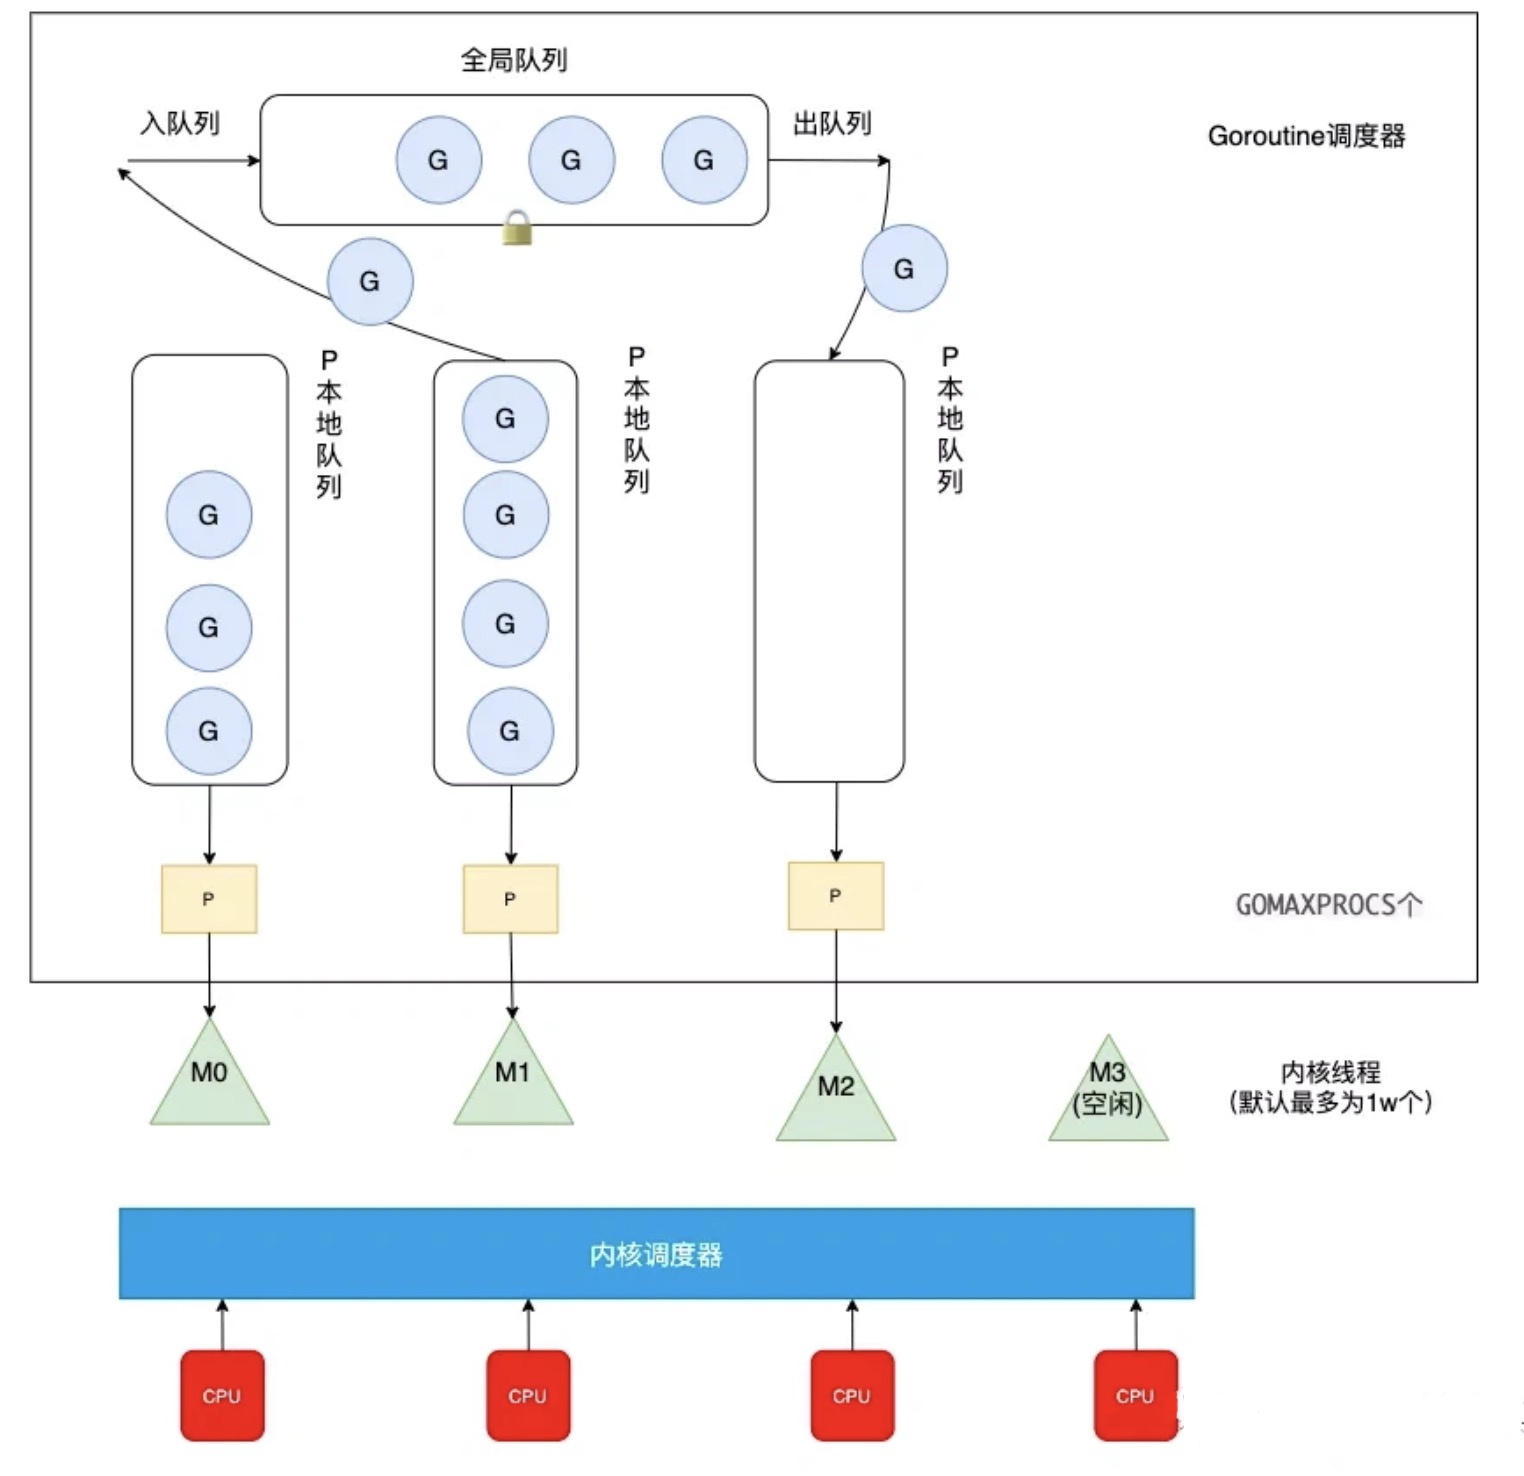 全局队列
入队列
出队列
Goroutine调度器
G
G
G
G
G
P本地队列
P本地队列
P本地队列
G
G
G
G
G
G
G
P
P
P
GOMAXPROCS个
M0
M1
M2
M3
(空闲)
内核线程
（默认最多为1w个）
内核调度器
CPU
CPU
CPU
CPU